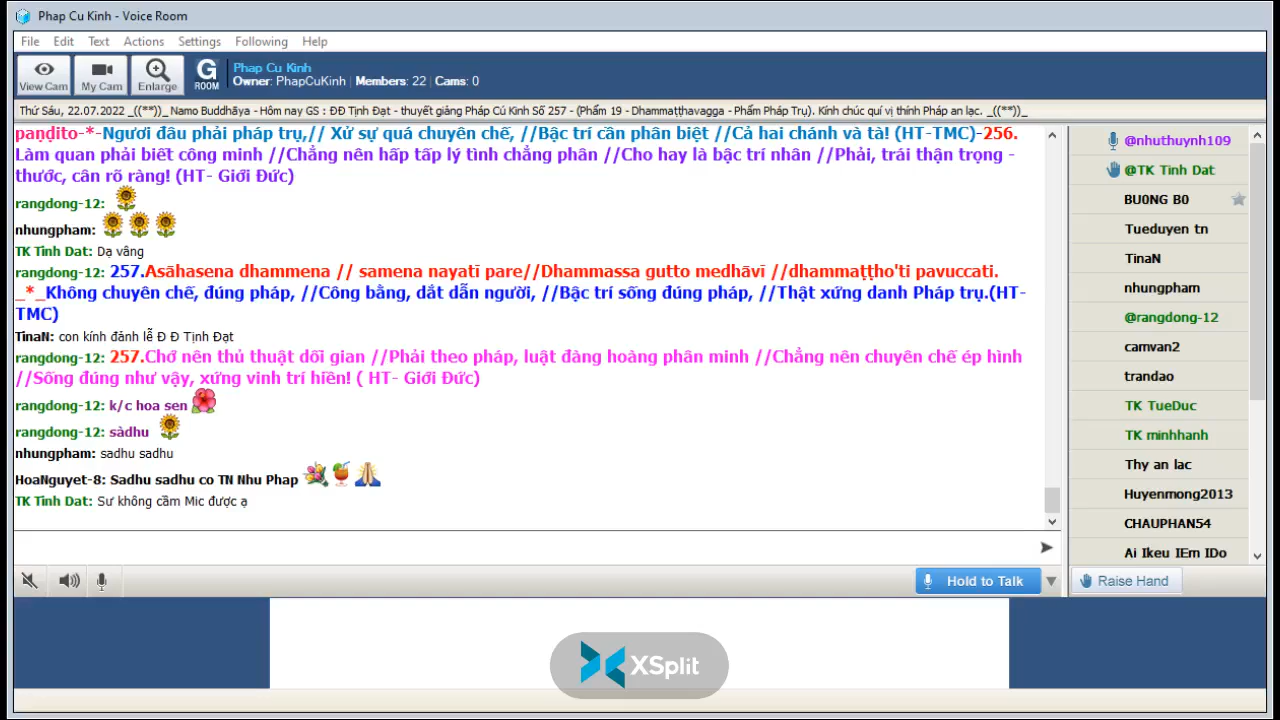 Phap Cu Kinh - Voice Room
File Edit Text Actions Settings Following Help
View Cam My Cam Enlarge G ROOM
Phap Cu Kinh
Owner: PhapCuKinh | Members: 22 | Cams: 0
Thứ Sáu, 22.07.2022 _((**))_ Namo Buddhāya - Hôm nay GS : ĐĐ Tịnh Đạt - thuyết giảng Pháp Cú Kinh Số 257 - (Phẩm 19 - Dhammaṭṭhavagga - Phẩm Pháp Trụ). Kính chúc quí vị thính Pháp an lạc. _((**))_
paṇḍito-*-Ngươi đâu phải pháp trụ,// Xử sự quá chuyên chế, //Bậc trí cần phân biệt //Cả hai chánh và tà! (HT-TMC)-256.
Làm quan phải biết công minh //Chẳng nên hấp tấp lý tình chẳng phân //Cho hay là bậc trí nhân //Phải, trái thận trọng -
thước, cân rõ ràng! (HT- Giới Đức)
rangdong-12:
nhungpham:
TK Tinh Dat: Dạ vâng
rangdong-12: 257.Asāhasena dhammena // samena nayatī pare//Dhammassa gutto medhāvī //dhammaṭṭho'ti pavuccati.
_*_Không chuyên chế, đúng pháp, //Công bằng, dắt dẫn người, //Bậc trí sống đúng pháp, //Thật xứng danh Pháp trụ.(HT-
TMC)
TinaN: con kính đảnh lễ Đ Đ Tịnh Đạt
rangdong-12: 257.Chớ nên thủ thuật dối gian //Phải theo pháp, luật đàng hoàng phân minh //Chẳng nên chuyên chế ép hình
//Sống đúng như vậy, xứng vinh trí hiền! ( HT- Giới Đức)
rangdong-12: k/c hoa sen
rangdong-12: sàdhu
nhungpham: sadhu sadhu
HoaNguyet-8: Sadhu sadhu co TN Nhu Phap
TK Tinh Dat: Sư không cầm Mic được ạ
@nhuthuynh109
@TK Tinh Dat
BU0NG B0
Tueduyen tn
TinaN
nhungpham
@rangdong-12
camvan2
trandao
TK TueDuc
TK minhhanh
Thy an lac
Huyenmong2013
CHAUPHAN54
Ai Ikeu IEm IDo
Hold to Talk
Raise Hand
XSplit